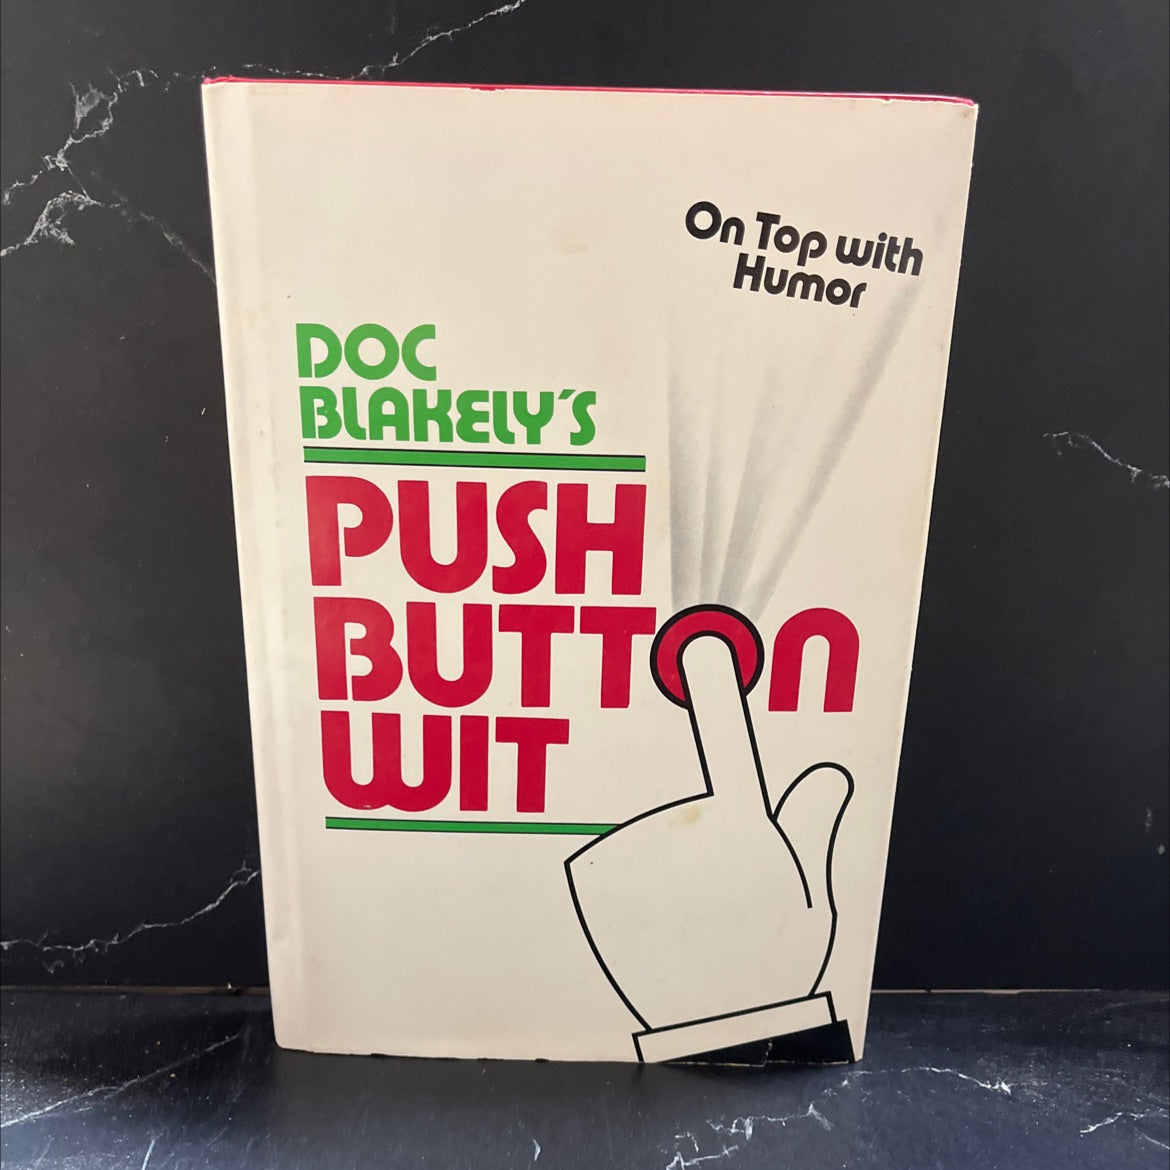 On Top with
Humor
DOC
BLAKELY'S
PUSH
BUTTON
WIT